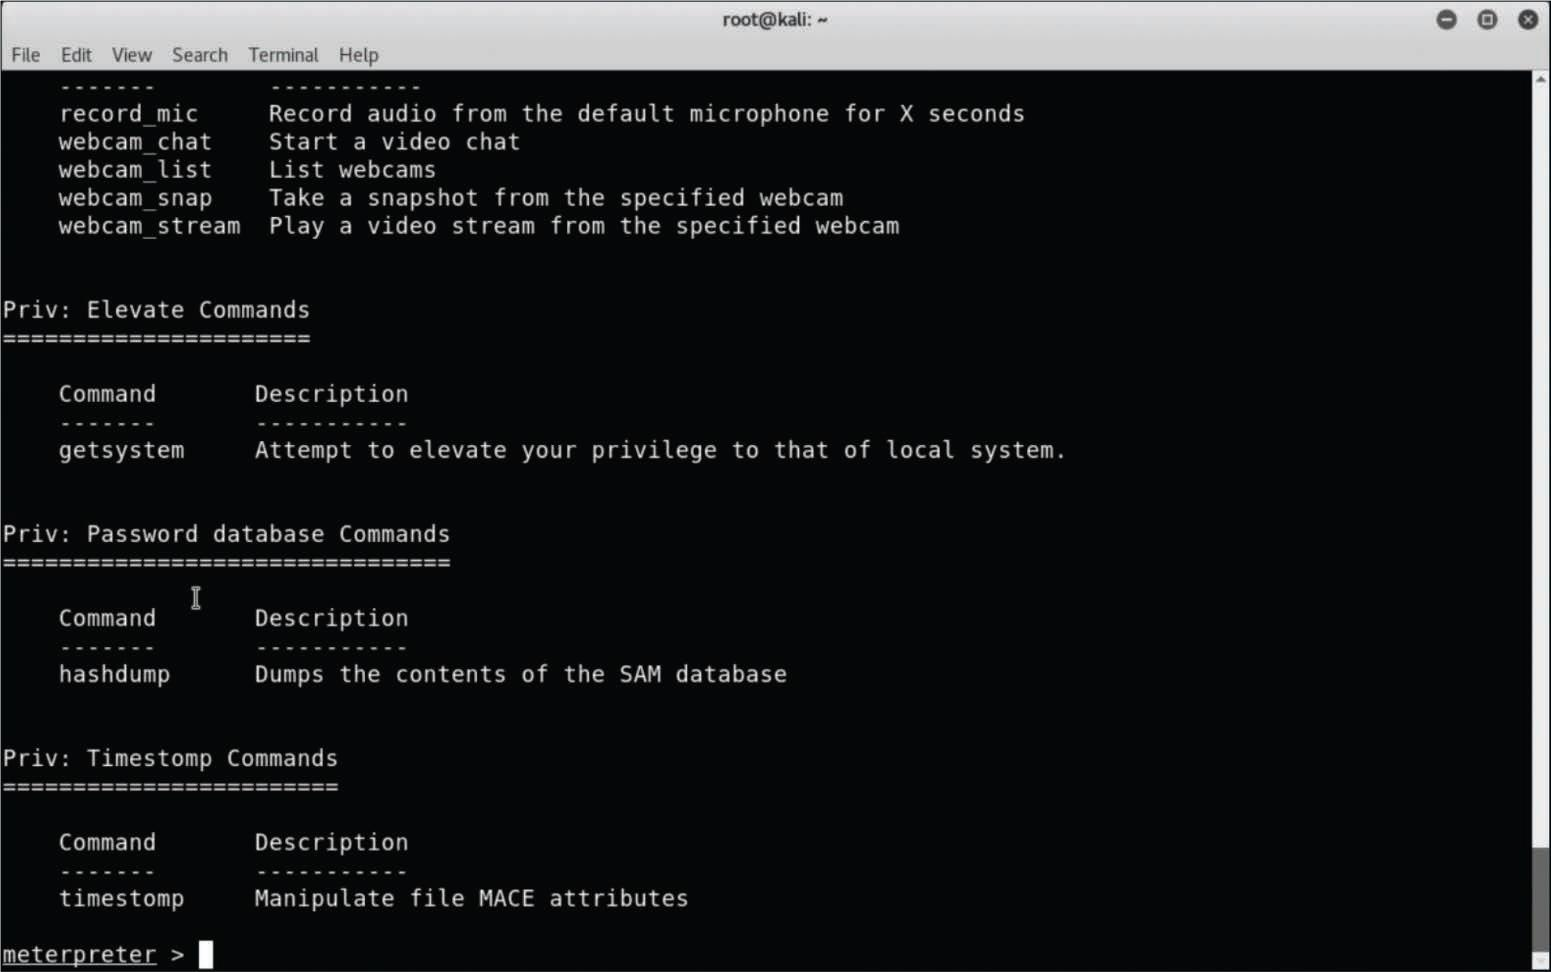 root@kali: ~
File Edit View Search Terminal Help
------- -----------
record_mic Record audio from the default microphone for X seconds
webcam_chat Start a video chat
webcam_list List webcams
webcam_snap Take a snapshot from the specified webcam
webcam_stream Play a video stream from the specified webcam
Priv: Elevate Commands
======================
Command Description
------- -----------
getsystem Attempt to elevate your privilege to that of local system.
Priv: Password database Commands
================================
Command Description
------- -----------
hashdump Dumps the contents of the SAM database
Priv: Timestomp Commands
========================
Command Description
------- -----------
timestomp Manipulate file MACE attributes
meterpreter >